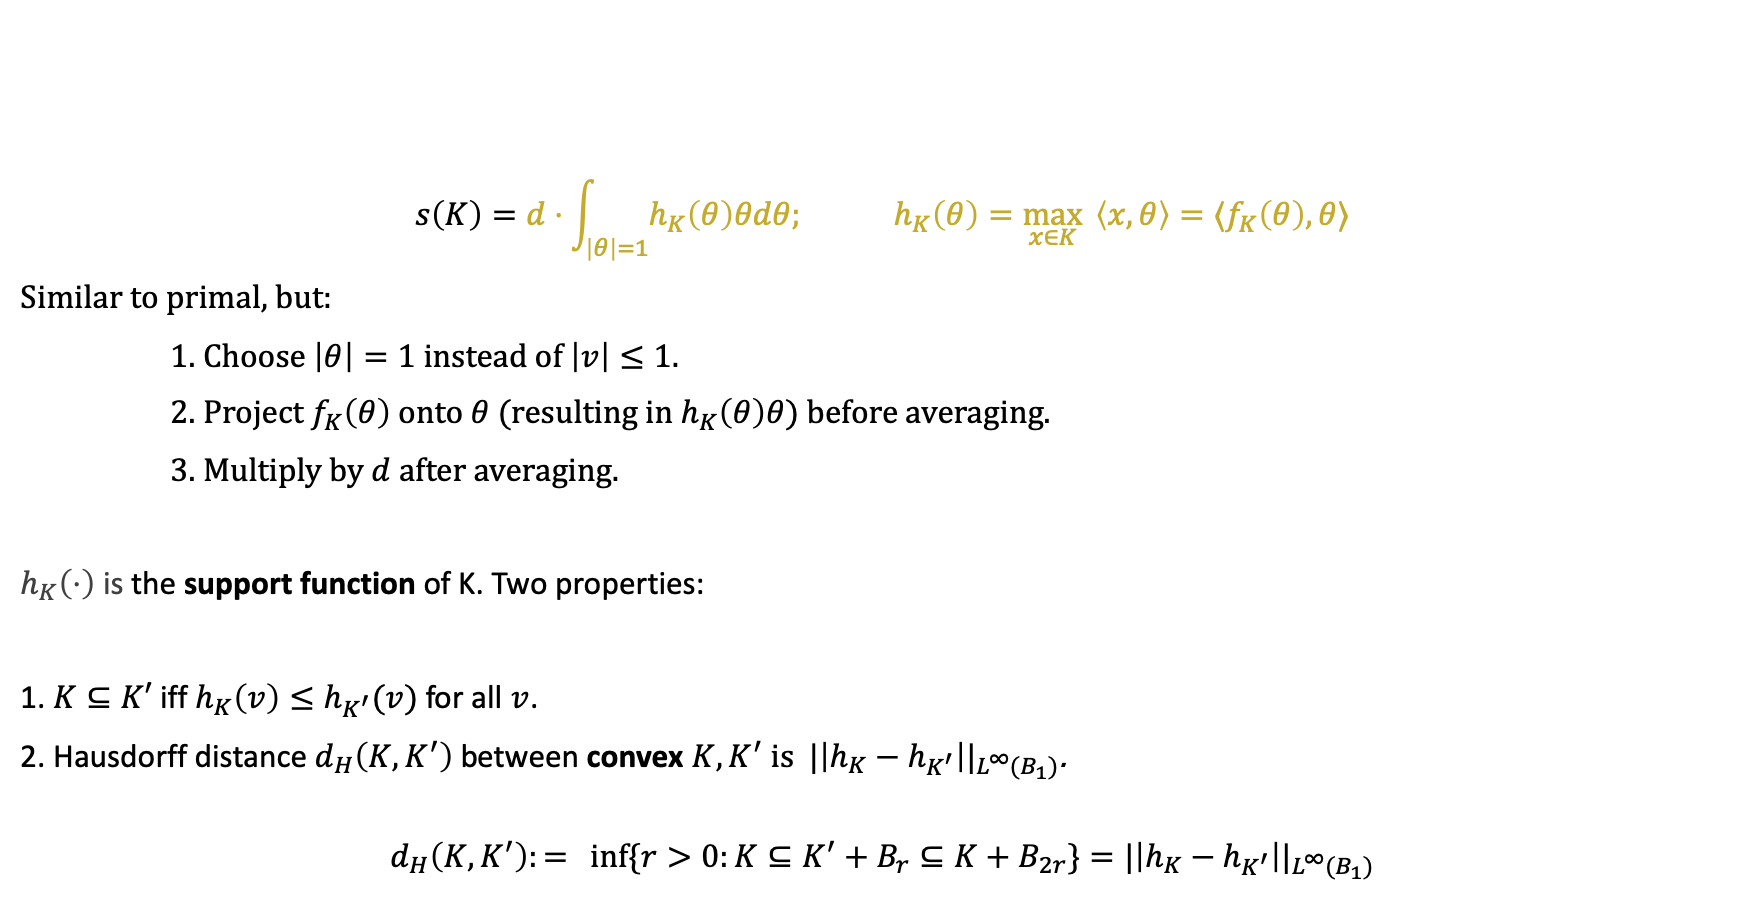 s(K) = d · ∫_{|θ|=1} h_K(θ)θdθ; h_K(θ) = max_{x∈K} ⟨x, θ⟩ = ⟨f_K(θ), θ⟩
Similar to primal, but:
1. Choose |θ| = 1 instead of |v| ≤ 1.
2. Project f_K(θ) onto θ (resulting in h_K(θ)θ) before averaging.
3. Multiply by d after averaging.
h_K(·) is the support function of K. Two properties:
1. K ⊆ K′ iff h_K(v) ≤ h_{K′}(v) for all v.
2. Hausdorff distance d_H(K, K′) between convex K, K′ is ||h_K − h_{K′}||_{L^∞(B_1)}.
d_H(K, K′): = inf{r > 0: K ⊆ K′ + B_r ⊆ K + B_{2r}} = ||h_K − h_{K′}||_{L^∞(B_1)}